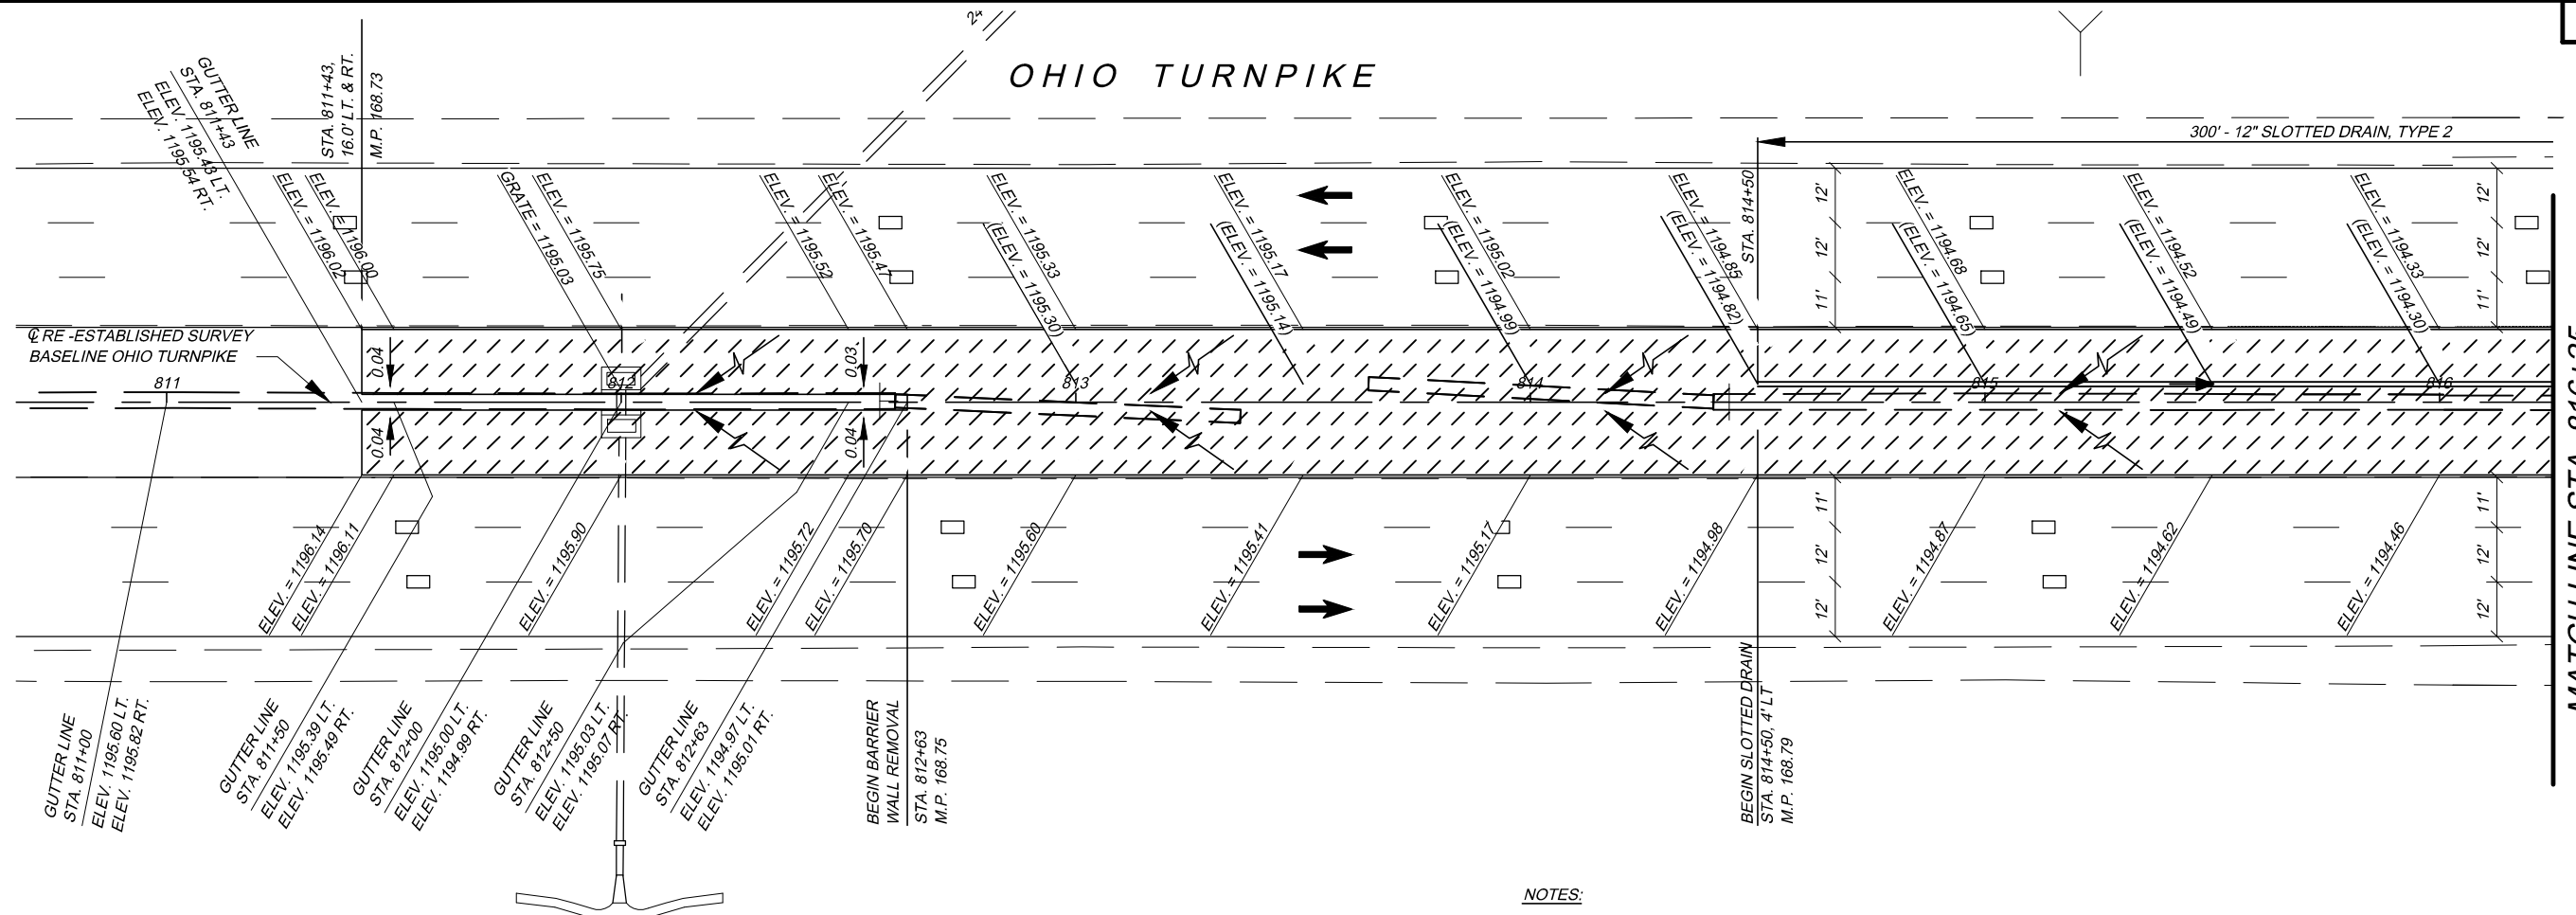 24
OHIO TURNPIKE
300' - 12" SLOTTED DRAIN, TYPE 2
GUTTER LINE
STA. 811+43
ELEV. 1195.43 LT.
ELEV. 1195.54 RT.
STA. 811+43,
16.0' LT. & RT.
M.P. 168.73
ELEV. = 1196.02
ELEV. = 1196.00
GRATE = 1195.03
ELEV. = 1195.75
ELEV. = 1195.52
ELEV. = 1195.47
ELEV. = 1195.33
(ELEV. = 1195.30)
ELEV. = 1195.17
(ELEV. = 1195.14)
ELEV. = 1195.02
(ELEV. = 1194.99)
ELEV. = 1194.85
(ELEV. = 1194.82)
STA. 814+50
12'
12'
11'
ELEV. = 1194.68
(ELEV. = 1194.65)
ELEV. = 1194.52
(ELEV. = 1194.49)
ELEV. = 1194.33
(ELEV. = 1194.30)
12'
12'
11'
℄ RE-ESTABLISHED SURVEY
BASELINE OHIO TURNPIKE
811
812
813
814
815
816
0.04
0.03
0.04
0.04
ELEV. = 1196.14
ELEV. = 1196.11
ELEV. = 1195.90
ELEV. = 1195.72
ELEV. = 1195.70
ELEV. = 1195.60
ELEV. = 1195.41
ELEV. = 1195.17
ELEV. = 1194.98
11'
12'
12'
ELEV. = 1194.87
ELEV. = 1194.62
ELEV. = 1194.46
11'
12'
12'
GUTTER LINE
STA. 811+00
ELEV. 1195.60 LT.
ELEV. 1195.82 RT.
GUTTER LINE
STA. 811+50
ELEV. 1195.39 LT.
ELEV. 1195.49 RT.
GUTTER LINE
STA. 812+00
ELEV. 1195.00 LT.
ELEV. 1194.99 RT.
GUTTER LINE
STA. 812+50
ELEV. 1195.03 LT.
ELEV. 1195.07 RT.
GUTTER LINE
STA. 812+63
ELEV. 1194.97 LT.
ELEV. 1195.01 RT.
BEGIN BARRIER
WALL REMOVAL
STA. 812+63
M.P. 168.75
BEGIN SLOTTED DRAIN
STA. 814+50, 4' LT
M.P. 168.79
MATCH LINE STA. 816+25
NOTES: